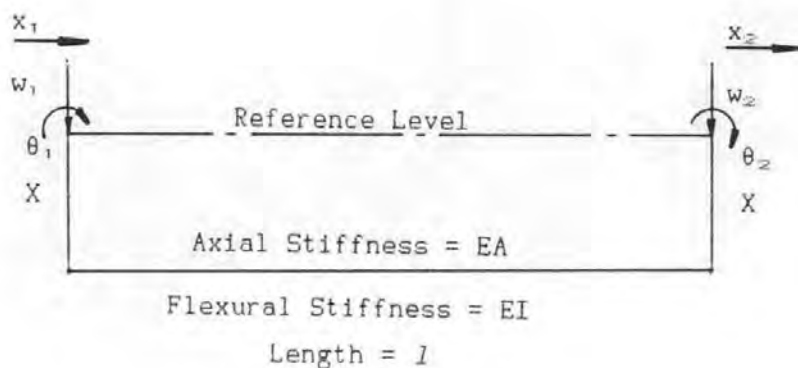 x₁ x₂
w₁ w₂
Reference Level
θ₁ θ₂
X X
Axial Stiffness = EA
Flexural Stiffness = EI
Length = l